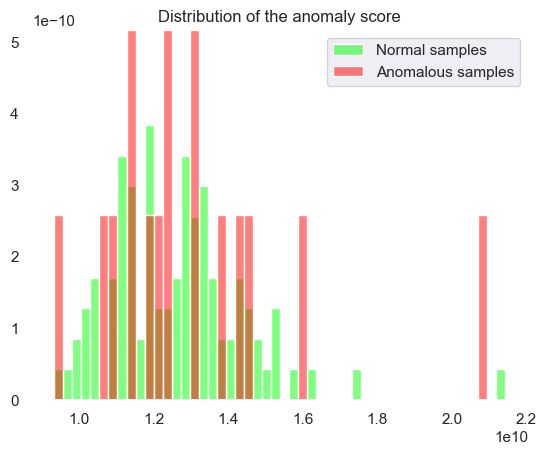 Distribution of the anomaly score
1e−10
Normal samples
Anomalous samples
5
4
3
2
1
0
1.0 1.2 1.4 1.6 1.8 2.0 2.2
1e10